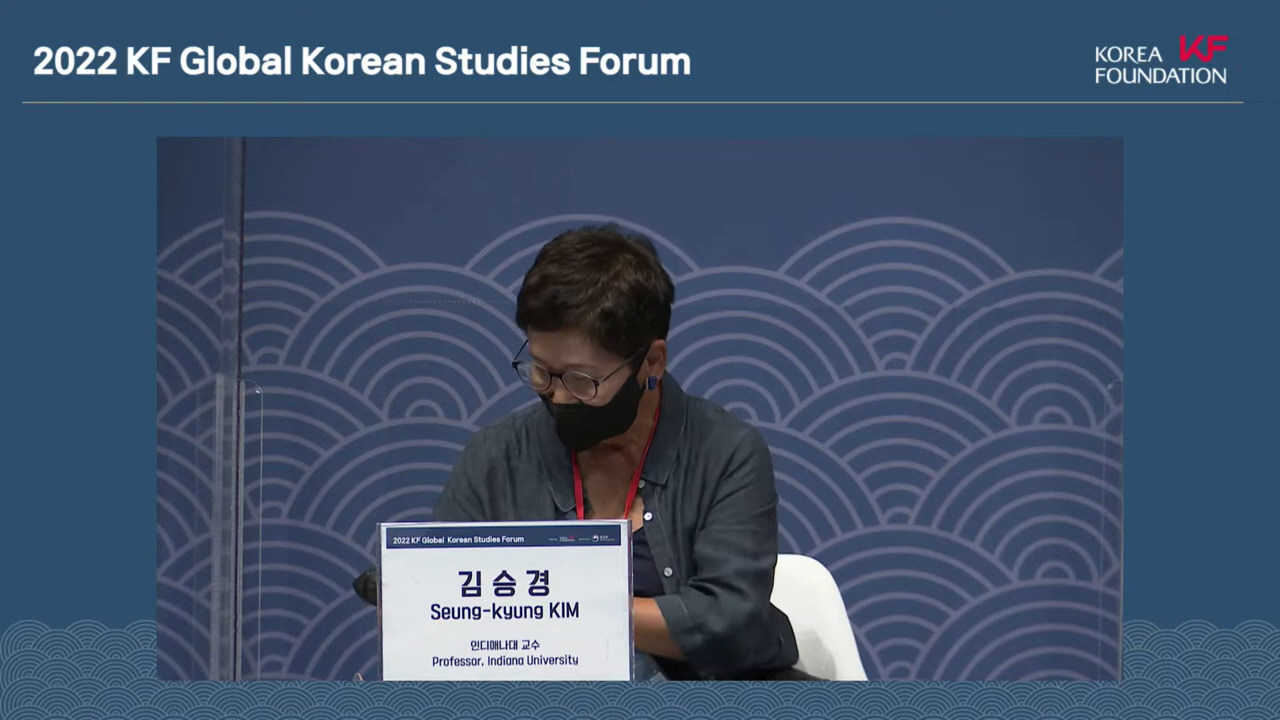 2022 KF Global Korean Studies Forum
KOREA KF
FOUNDATION
2022 KF Global Korean Studies Forum
김승경
Seung-kyung KIM
인디애나대 교수
Professor, Indiana University